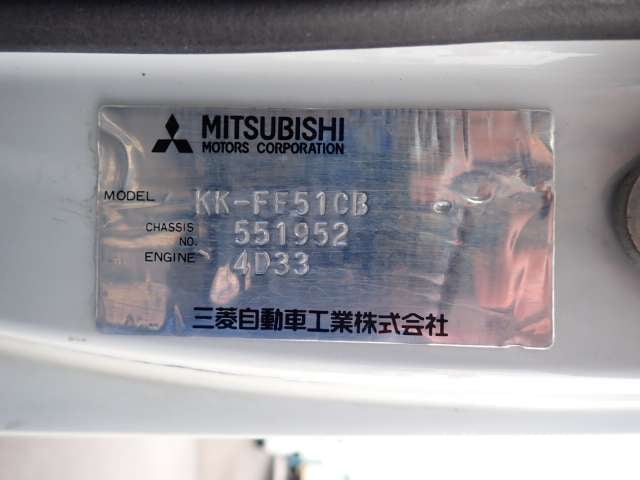 MITSUBISHI
MOTORS CORPORATION
MODEL KK-FF51CB
CHASSIS NO. 551952
ENGINE 4D33
三菱自動車工業株式会社